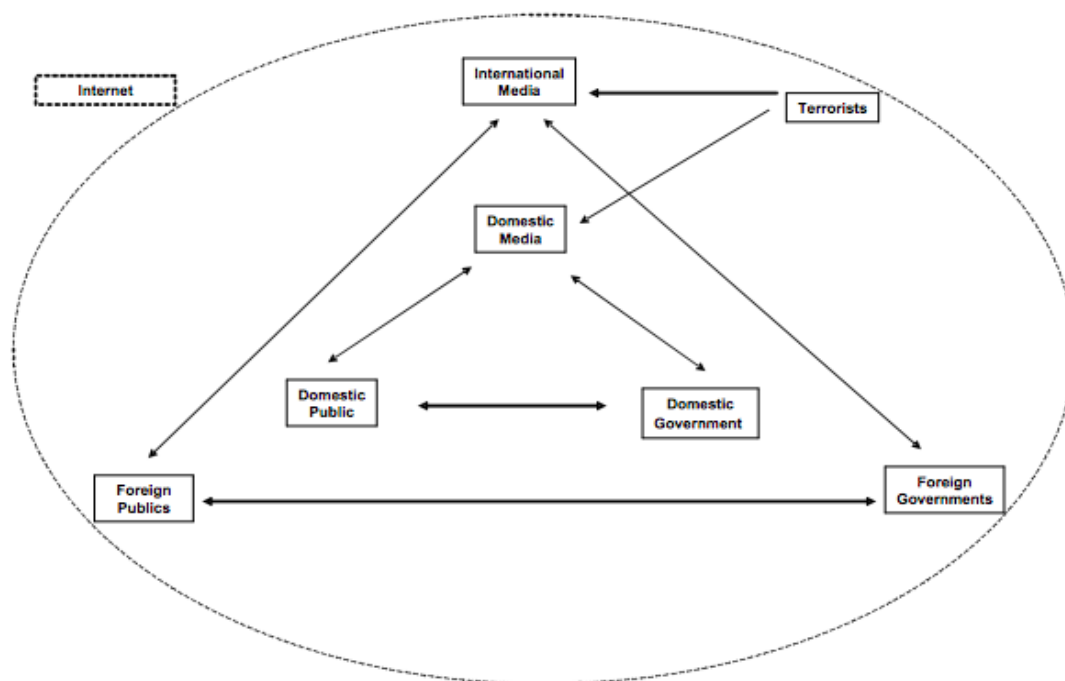 International
Media
Internet
Terrorists
Domestic
Media
Domestic
Public
Domestic
Government
Foreign
Publics
Foreign
Governments